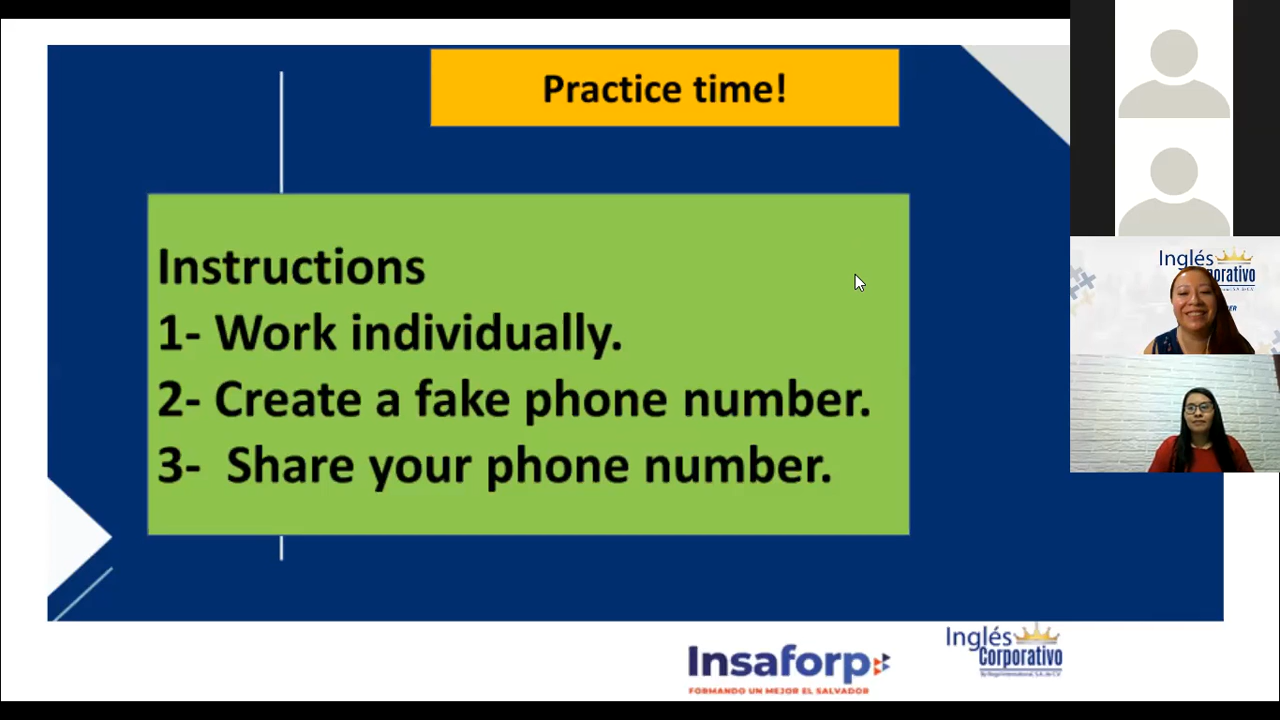 Practice time!
Instructions
1- Work individually.
2- Create a fake phone number.
3- Share your phone number.
Insaforp
FORMANDO UN MEJOR EL SALVADOR
Inglés
Corporativo
Inglés
porativo